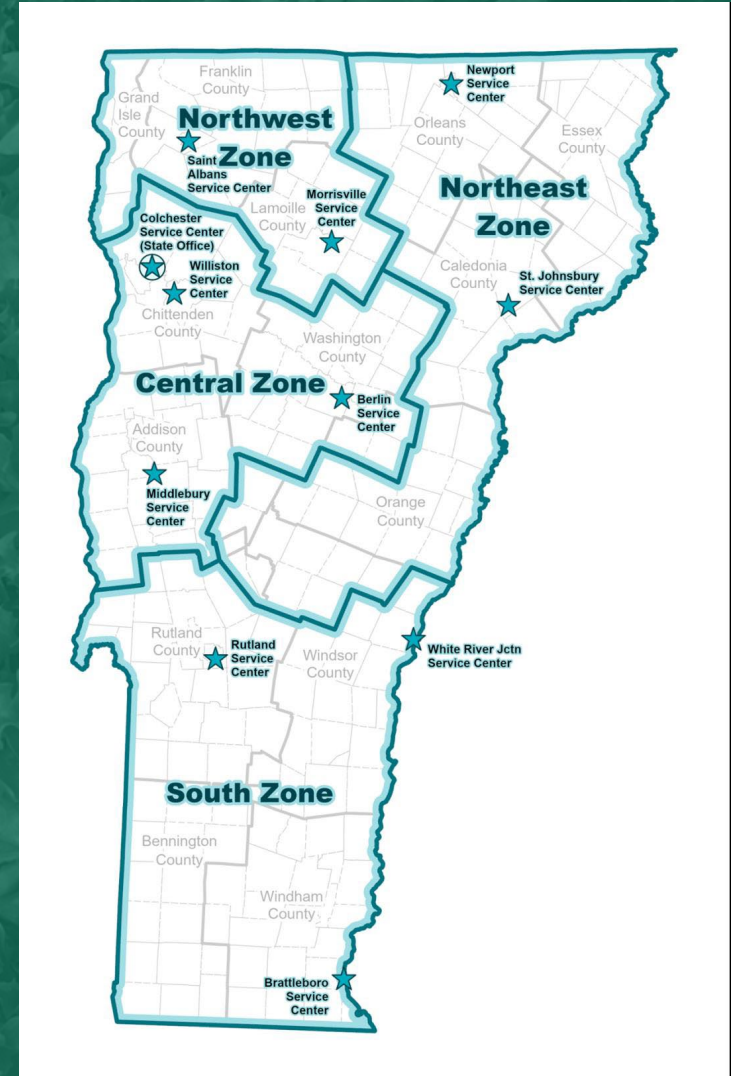 Franklin
County
Grand
Isle
County
Northwest
Zone
Saint
Albans
Service Center
Morrisville
Service
Center
Lamoille
County
Newport
Service
Center
Orleans
County
Essex
County
Northeast
Zone
Caledonia
County
St. Johnsbury
Service Center
Colchester
Service Center
(State Office)
Williston
Service
Center
Chittenden
County
Washington
County
Central Zone
Berlin
Service
Center
Addison
County
Middlebury
Service
Center
Orange
County
Rutland
County
Rutland
Service
Center
Windsor
County
White River Jctn
Service Center
South Zone
Bennington
County
Windham
County
Brattleboro
Service
Center